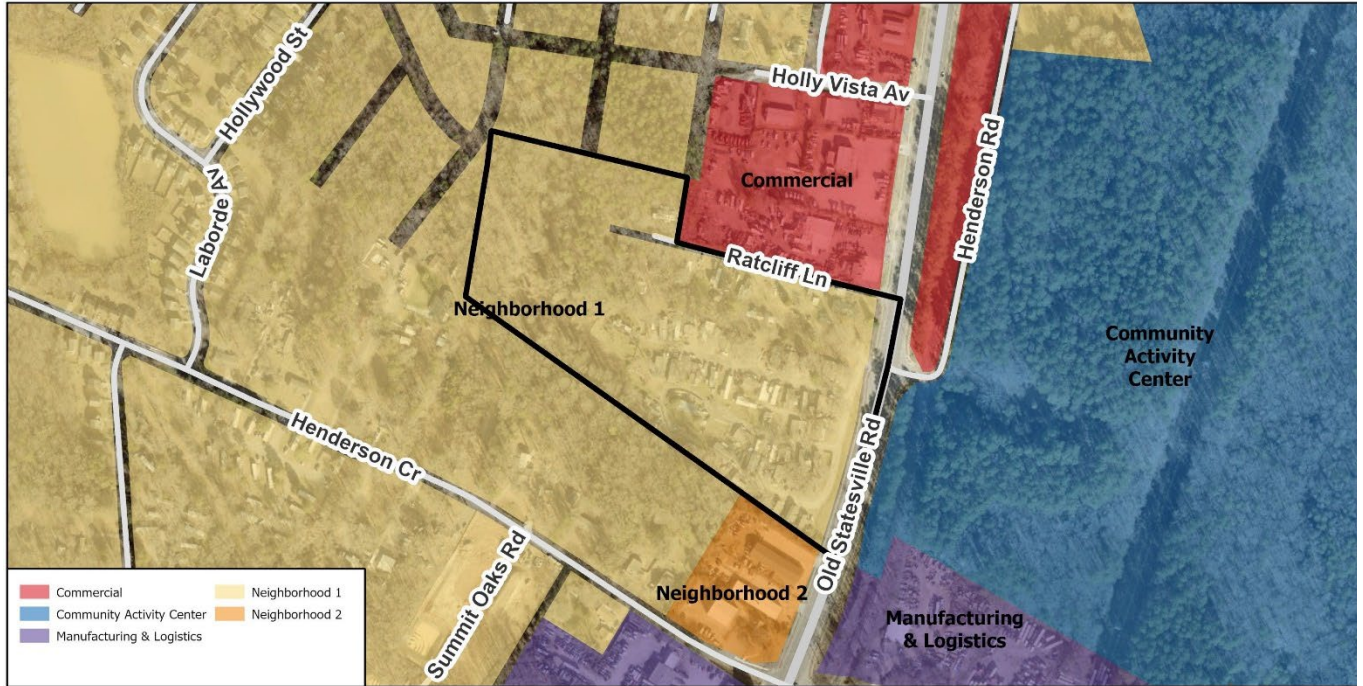 Hollywood St
Holly Vista Av
Laborde Av
Commercial
Henderson Rd
Ratcliff Ln
Neighborhood 1
Community
Activity
Center
Henderson Cr
Old Statesville Rd
Summit Oaks Rd
Neighborhood 2
Manufacturing
& Logistics
Commercial
Neighborhood 1
Community Activity Center
Neighborhood 2
Manufacturing & Logistics